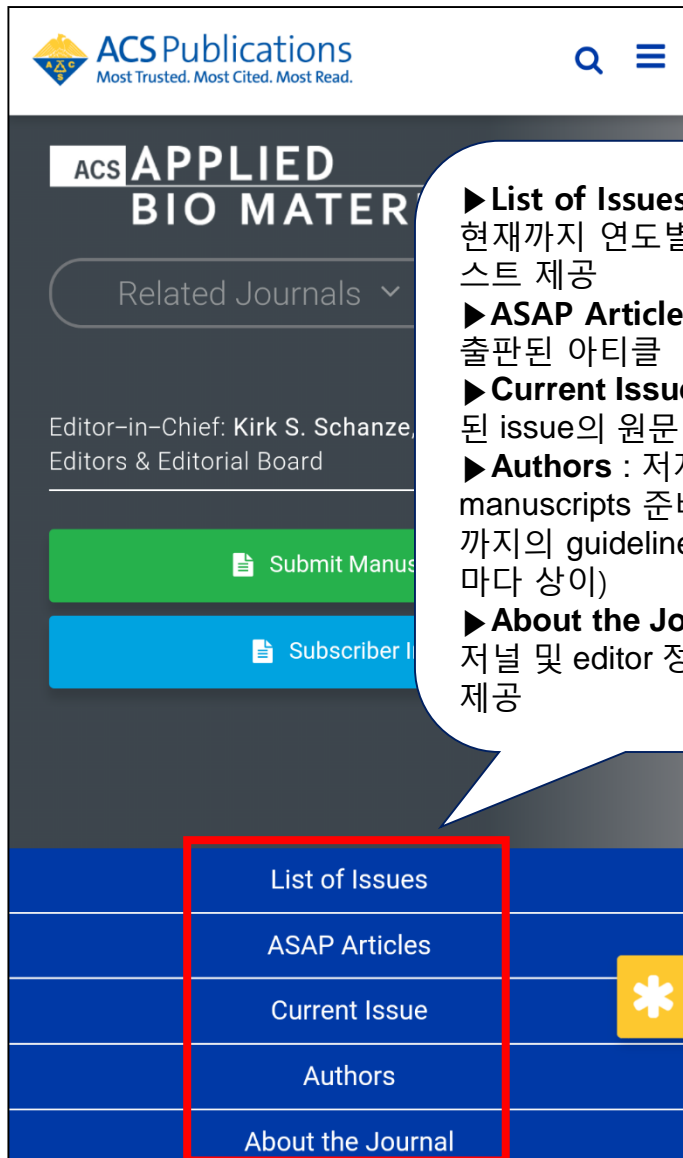 ACS Publications
Most Trusted. Most Cited. Most Read.
ACS APPLIED
BIO MATER
Related Journals
Editor-in-Chief: Kirk S. Schanze,
Editors & Editorial Board
Submit Manus
Subscriber I
▶List of Issues
현재까지 연도별
스트 제공
▶ASAP Article
출판된 아티클
▶Current Issue
된 issue의 원문
▶Authors : 저
manuscripts 준
까지의 guideline
마다 상이)
▶About the Jo
저널 및 editor 정
제공
List of Issues
ASAP Articles
Current Issue
Authors
About the Journal